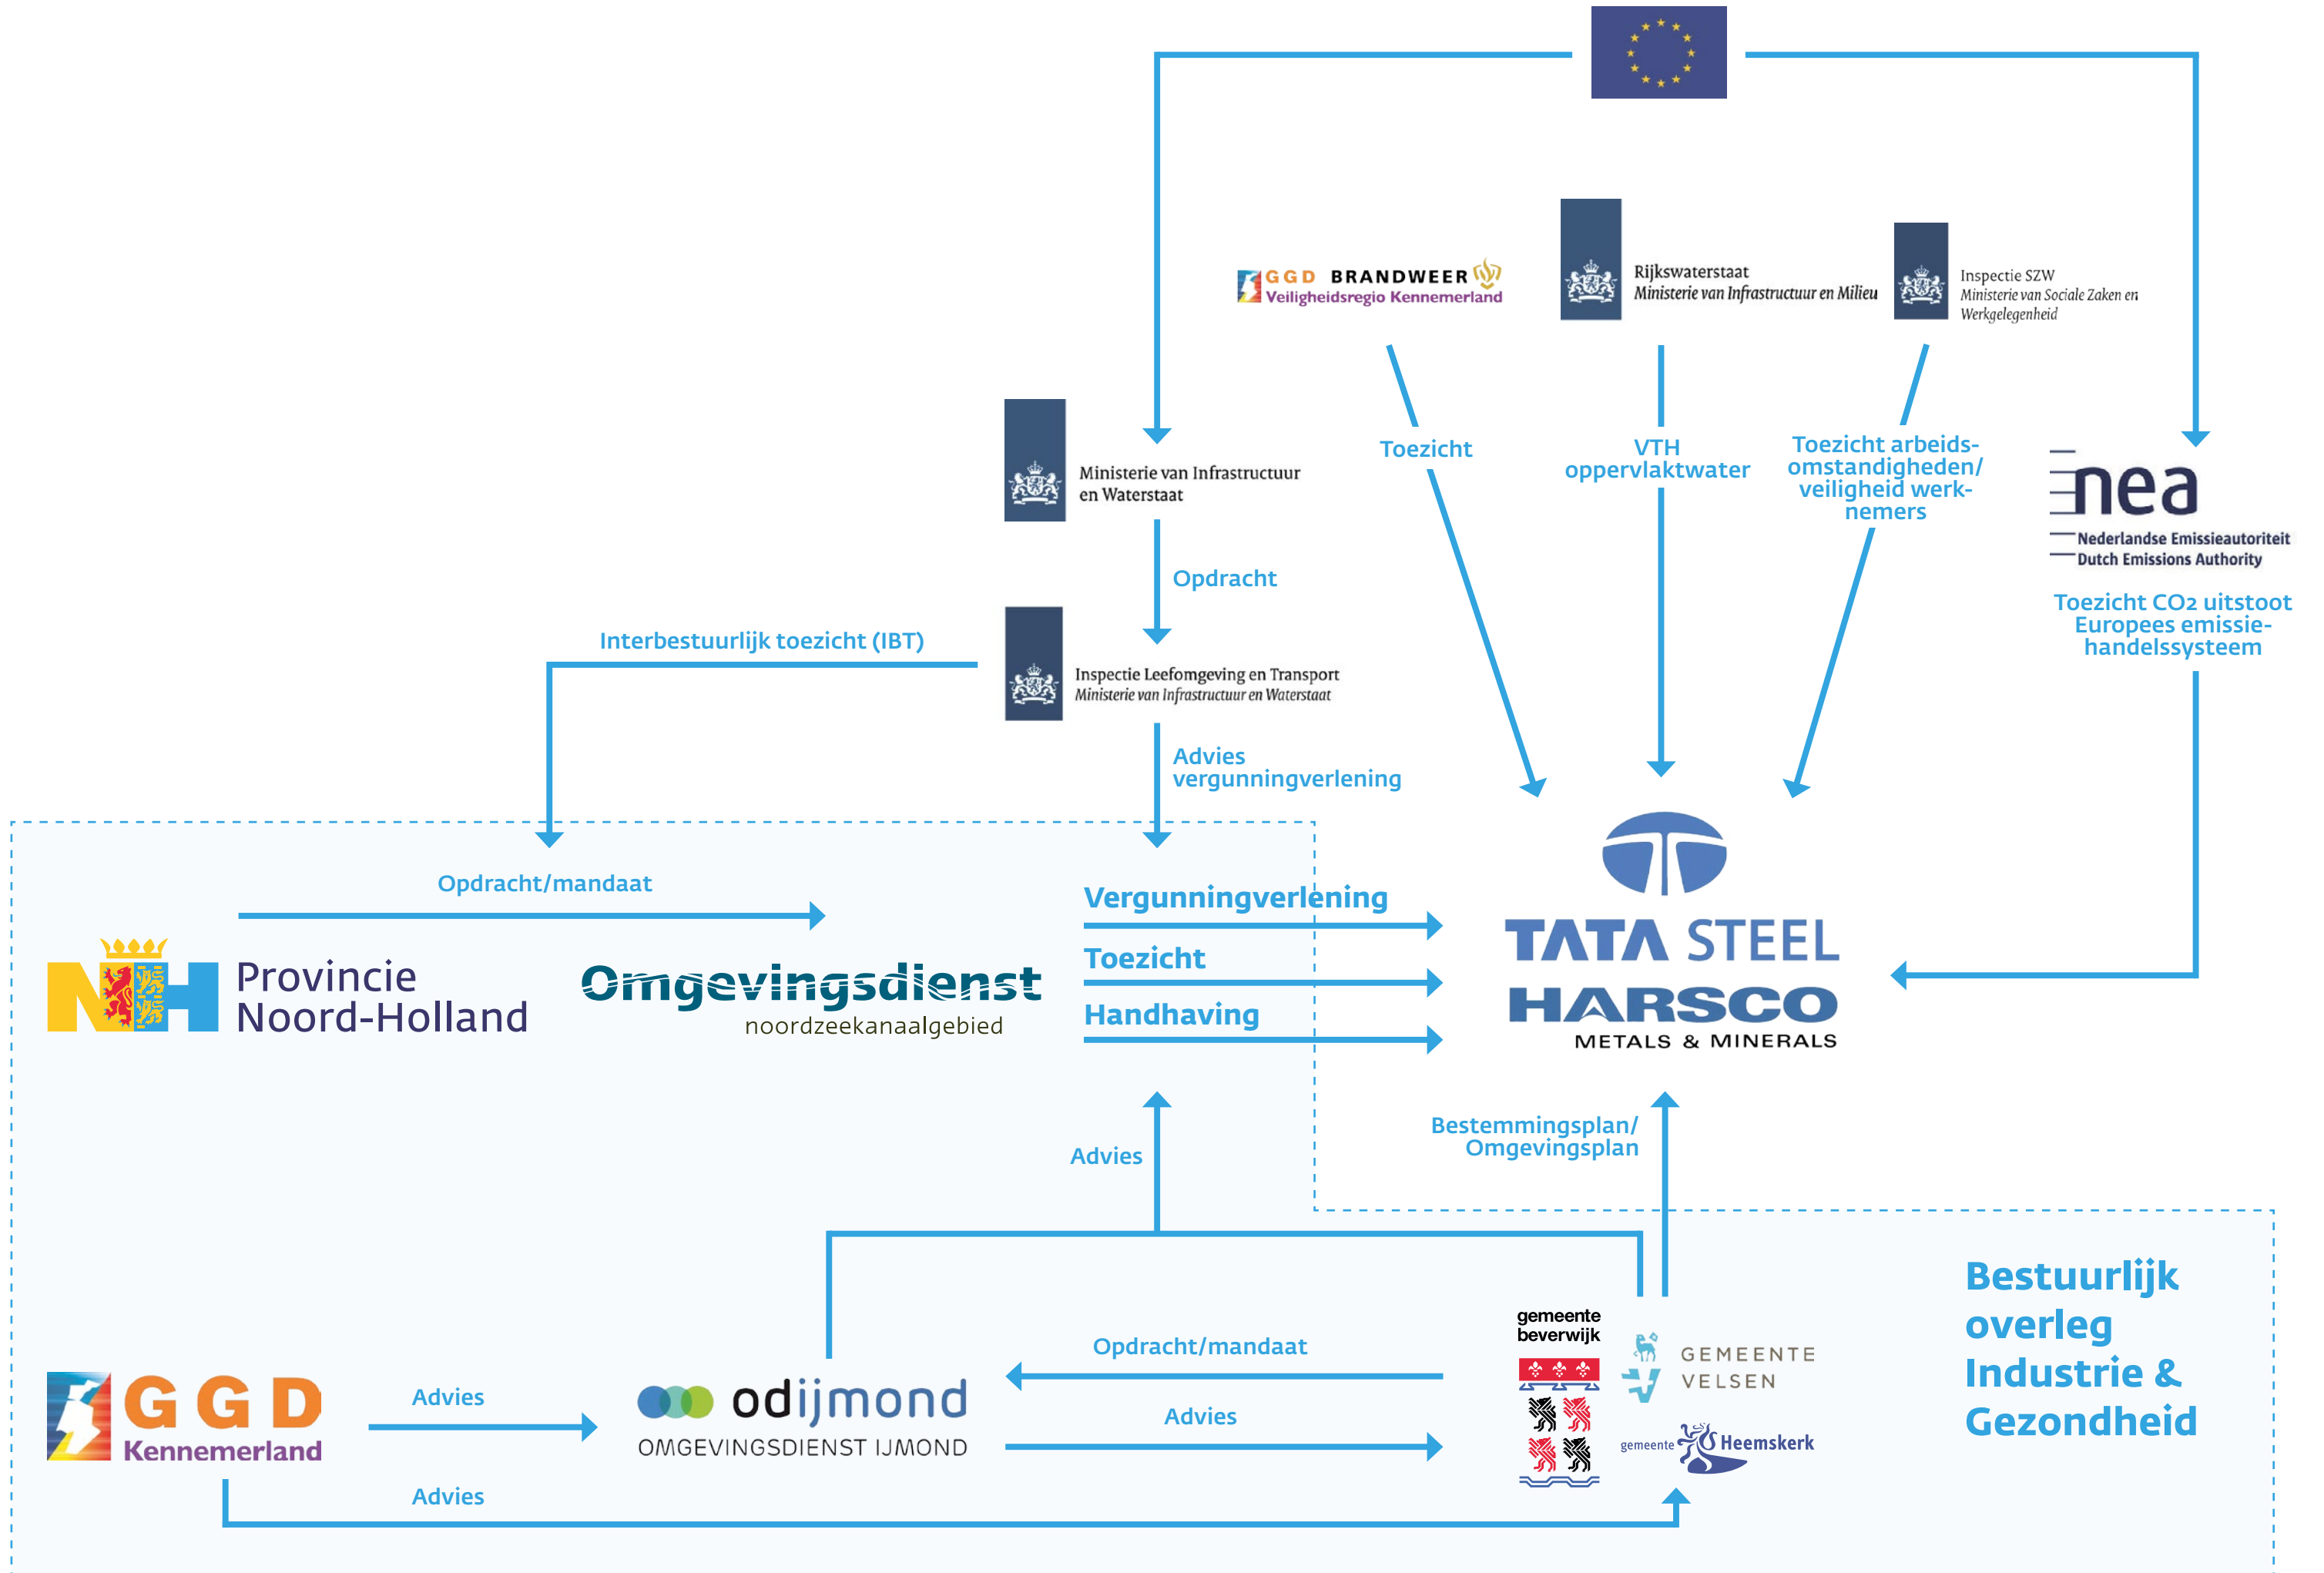 GGD BRANDWEER
Veiligheidsregio Kennemerland
Rijkswaterstaat
Ministerie van Infrastructuur en Milieu
Inspectie SZW
Ministerie van Sociale Zaken en
Werkgelegenheid
Toezicht
VTH
oppervlaktwater
Toezicht arbeids-
omstandigheden/
veiligheid werk-
nemers
nea
Nederlandse Emissieautoriteit
Dutch Emissions Authority
Toezicht CO2 uitstoot
Europees emissie-
handelssysteem
Ministerie van Infrastructuur
en Waterstaat
Opdracht
Interbestuurlijk toezicht (IBT)
Inspectie Leefomgeving en Transport
Ministerie van Infrastructuur en Waterstaat
Advies
vergunningverlening
Opdracht/mandaat
NH
Provincie
Noord-Holland
Omgevingsdienst
noordzeekanaalgebied
Vergunningverlening
Toezicht
Handhaving
TATA STEEL
HARSCO
METALS & MINERALS
Advies
Bestemmingsplan/
Omgevingsplan
Bestuurlijk
overleg
Industrie &
Gezondheid
GGD
Kennemerland
Advies
Advies
odijmond
OMGEVINGSDIENST IJMOND
Opdracht/mandaat
Advies
gemeente
beverwijk
GEMEENTE
VELSEN
gemeente Heemskerk